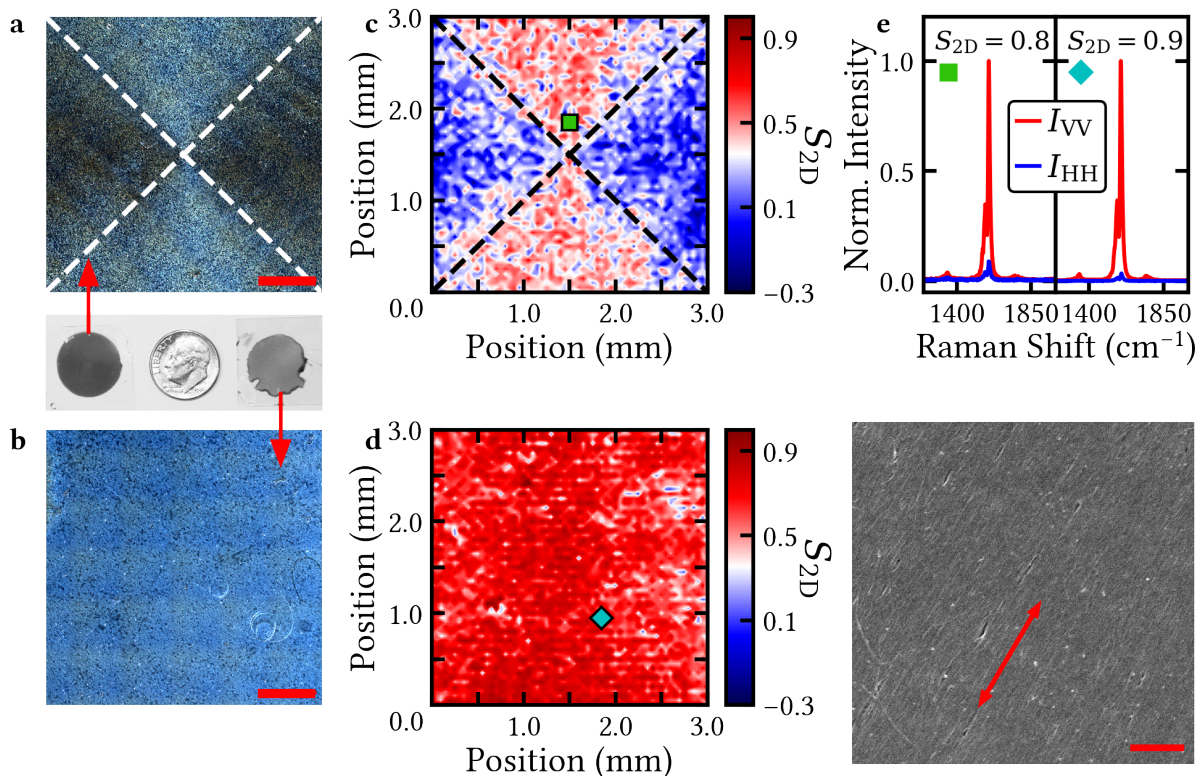 a
b
c
3.0
2.0
1.0
0.0
1.0
2.0
3.0
Position (mm)
Position (mm)
0.9
0.5
0.1
−0.3
S2D
d
3.0
2.0
1.0
0.0
1.0
2.0
3.0
Position (mm)
Position (mm)
0.9
0.5
0.1
−0.3
S2D
e
S2D = 0.8
S2D = 0.9
1.0
0.5
0.0
Norm. Intensity
IVV
IHH
1400
1850
1400
1850
Raman Shift (cm⁻¹)